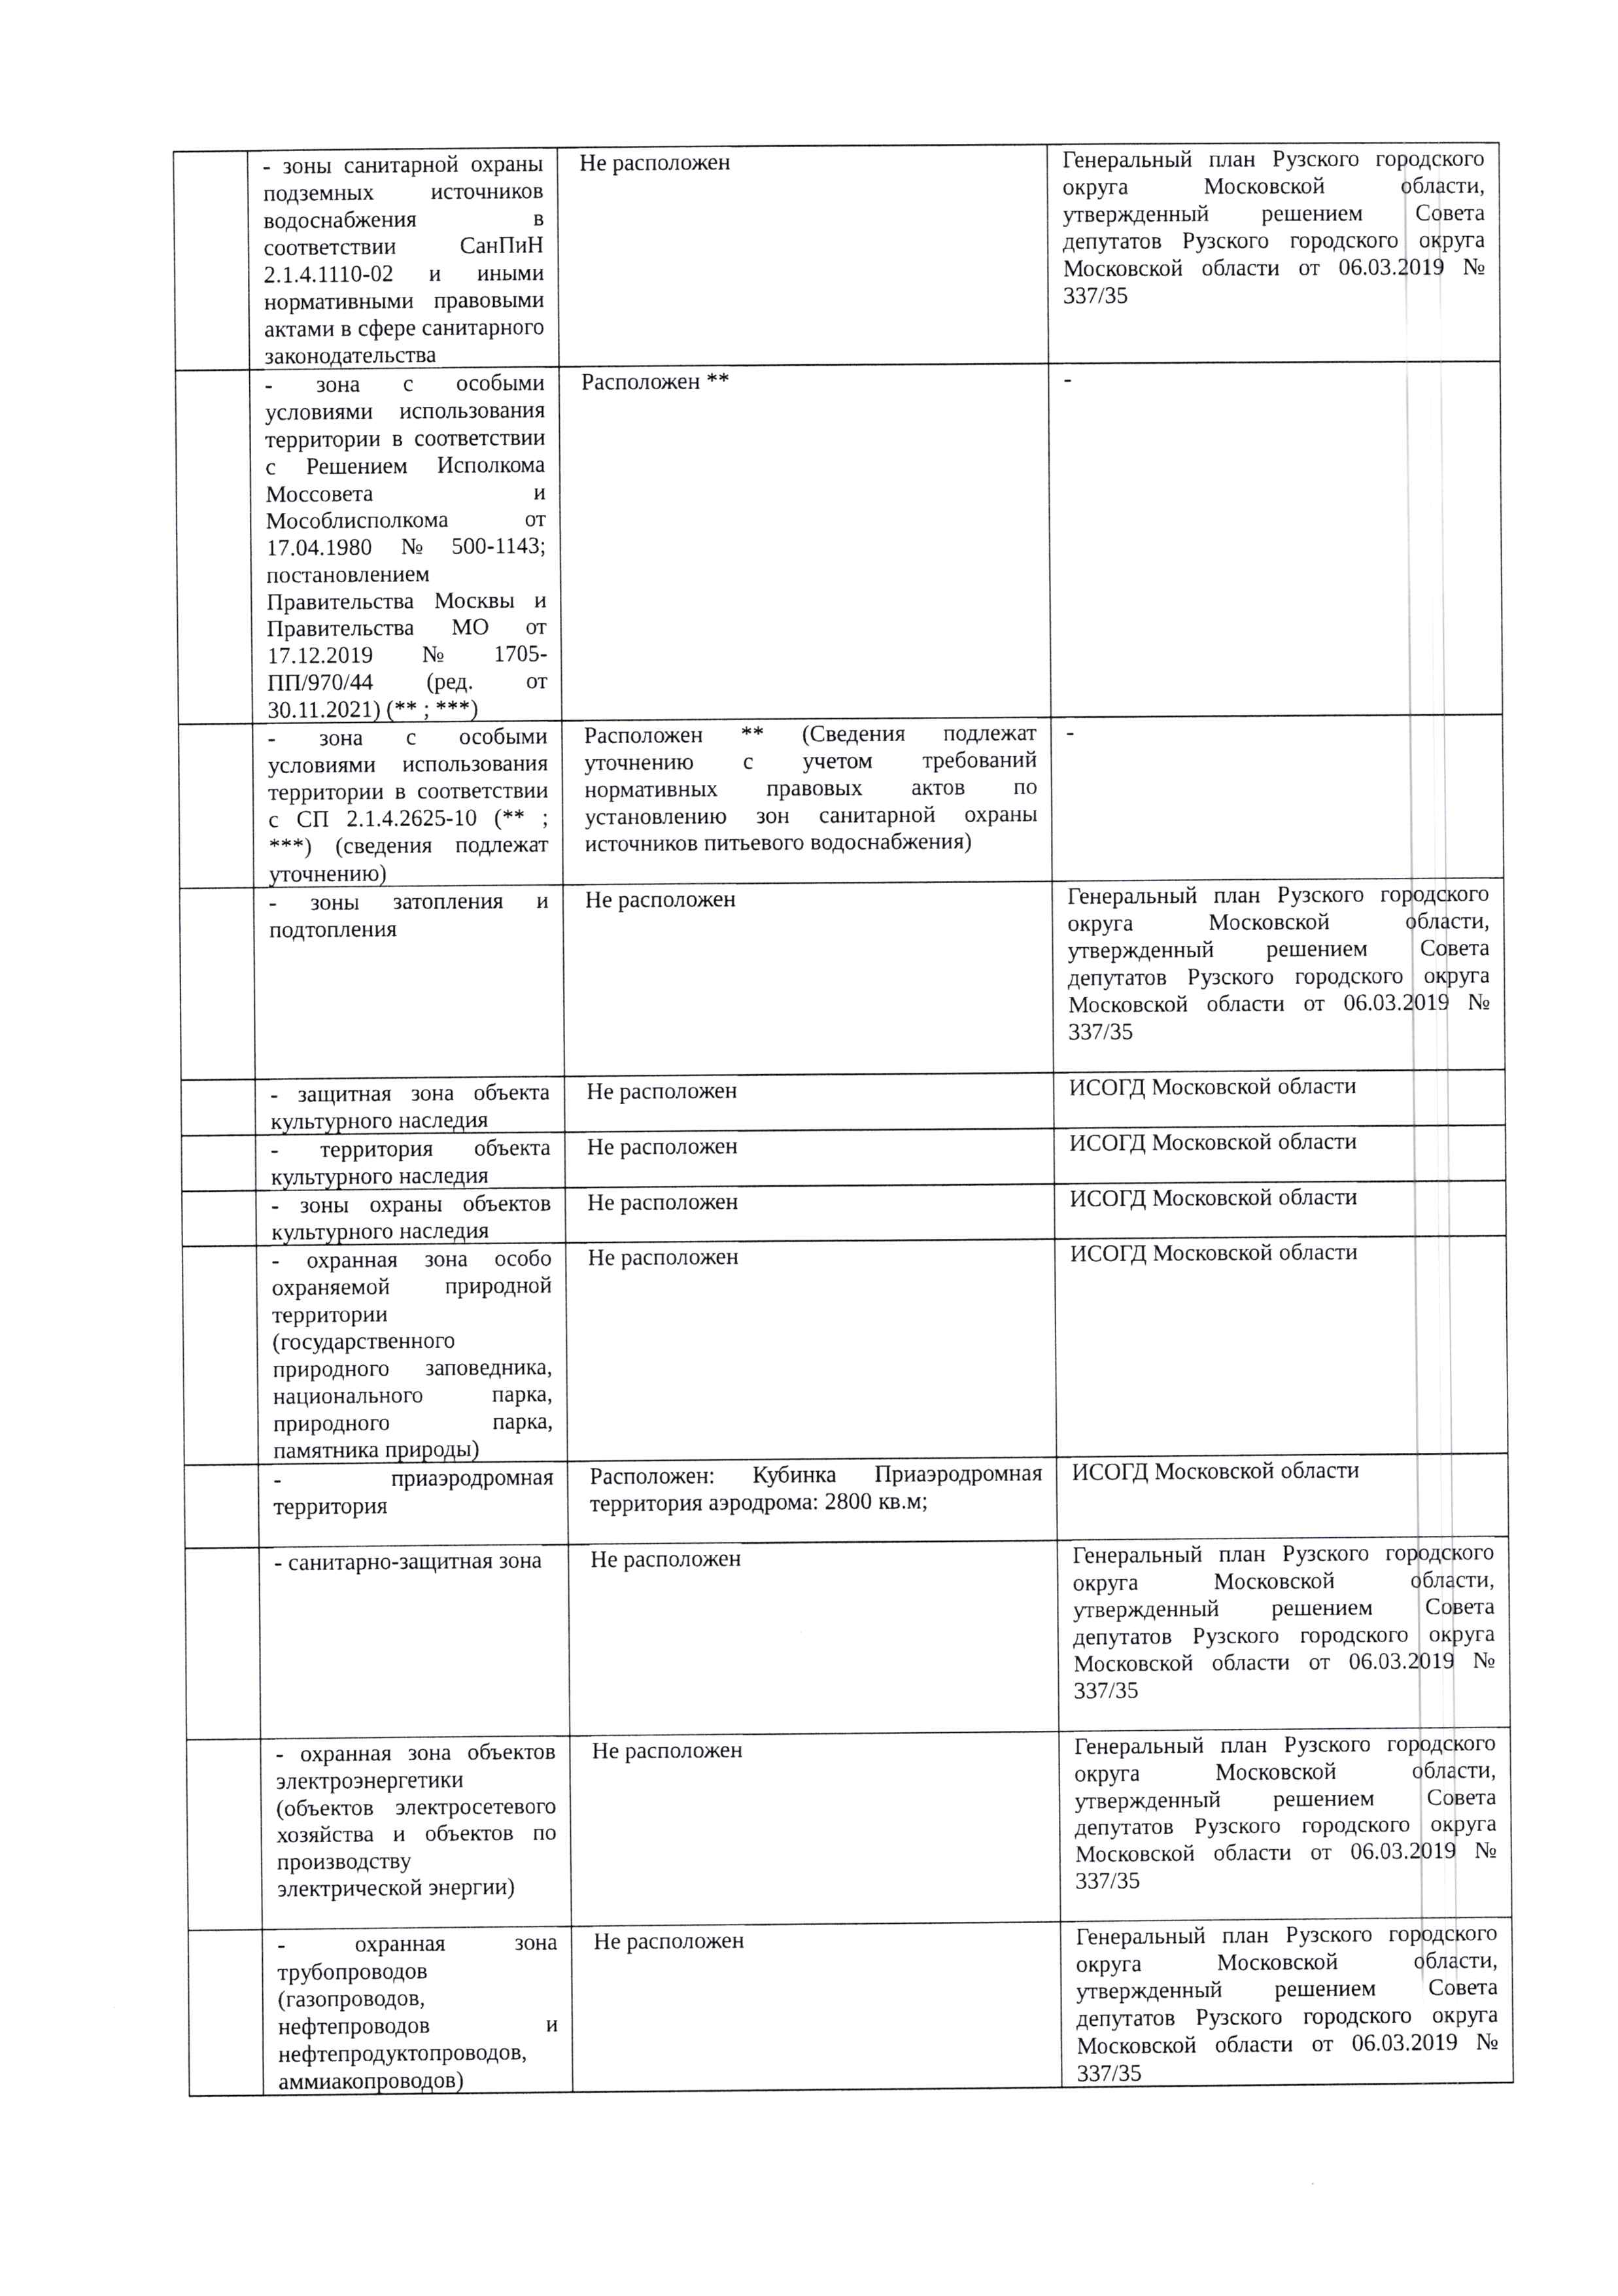 - зоны санитарной охраны
подземных источников
водоснабжения в
соответствии СанПиН
2.1.4.1110-02 и иными
нормативными правовыми
актами в сфере санитарного
законодательства
Не расположен
Генеральный план Рузского городского
округа Московской области,
утвержденный решением Совета
депутатов Рузского городского округа
Московской области от 06.03.2019 №
337/35
- зона с особыми
условиями использования
территории в соответствии
с Решением Исполкома
Моссовета и
Мособлисполкома от
17.04.1980 № 500-1143;
постановлением
Правительства Москвы и
Правительства МО от
17.12.2019 № 1705-
ПП/970/44 (ред. от
30.11.2021) (** ; ***)
Расположен **
-
- зона с особыми
условиями использования
территории в соответствии
с СП 2.1.4.2625-10 (** ;
***) (сведения подлежат
уточнению)
Расположен ** (Сведения подлежат
уточнению с учетом требований
нормативных правовых актов по
установлению зон санитарной охраны
источников питьевого водоснабжения)
-
- зоны затопления и
подтопления
Не расположен
Генеральный план Рузского городского
округа Московской области,
утвержденный решением Совета
депутатов Рузского городского округа
Московской области от 06.03.2019 №
337/35
- защитная зона объекта
культурного наследия
Не расположен
ИСОГД Московской области
- территория объекта
культурного наследия
Не расположен
ИСОГД Московской области
- зоны охраны объектов
культурного наследия
Не расположен
ИСОГД Московской области
- охранная зона особо
охраняемой природной
территории
(государственного
природного заповедника,
национального парка,
природного парка,
памятника природы)
Не расположен
ИСОГД Московской области
- приаэродромная
территория
Расположен: Кубинка Приаэродромная
территория аэродрома: 2800 кв.м;
ИСОГД Московской области
- санитарно-защитная зона
Не расположен
Генеральный план Рузского городского
округа Московской области,
утвержденный решением Совета
депутатов Рузского городского округа
Московской области от 06.03.2019 №
337/35
- охранная зона объектов
электроэнергетики
(объектов электросетевого
хозяйства и объектов по
производству
электрической энергии)
Не расположен
Генеральный план Рузского городского
округа Московской области,
утвержденный решением Совета
депутатов Рузского городского округа
Московской области от 06.03.2019 №
337/35
- охранная зона
трубопроводов
(газопроводов,
нефтепроводов и
нефтепродуктопроводов,
аммиакопроводов)
Не расположен
Генеральный план Рузского городского
округа Московской области,
утвержденный решением Совета
депутатов Рузского городского округа
Московской области от 06.03.2019 №
337/35